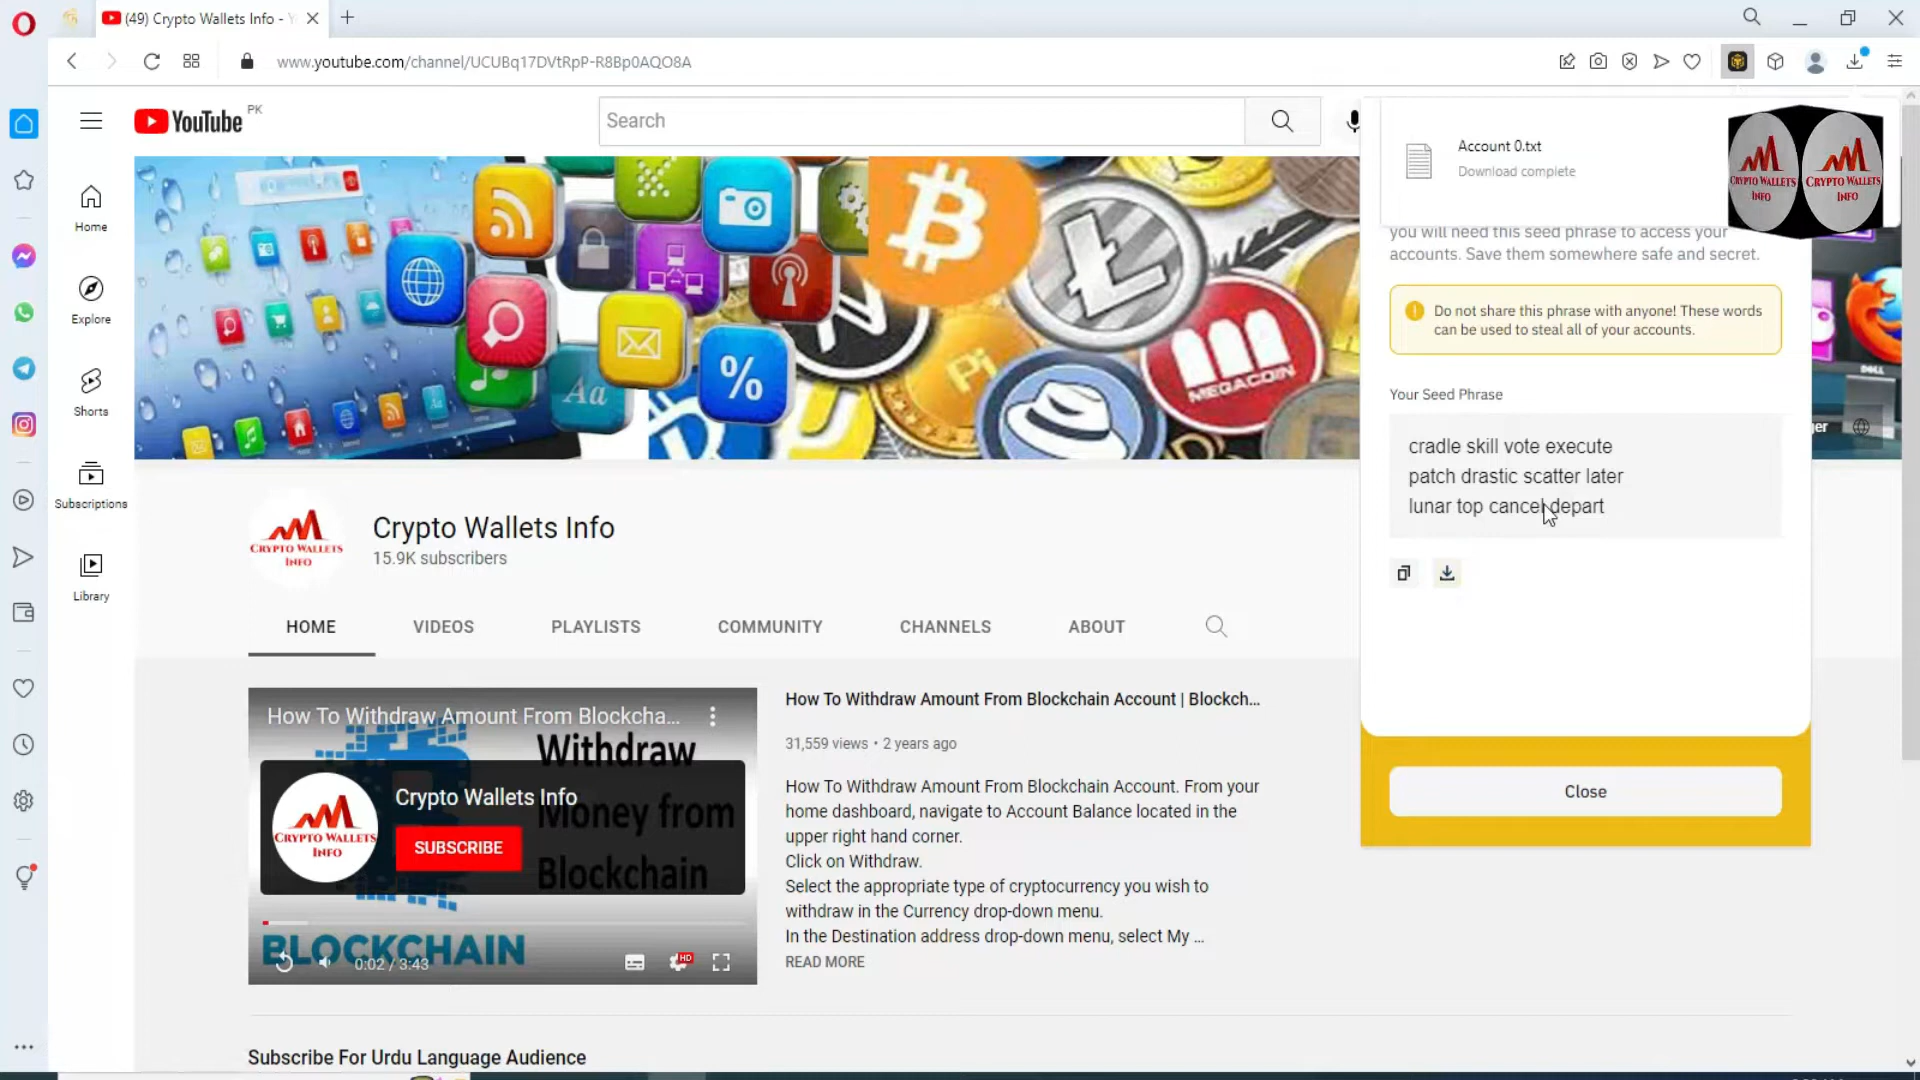 (49) Crypto Wallets Info - Y
www.youtube.com/channel/UCUBq17DVtRpP-R8Bp0AQO8A
YouTube PK
Search
Account 0.txt
Download complete
CRYPTO WALLETS INFO
CRYPTO WALLETS INFO
you will need this seed phrase to access your
accounts. Save them somewhere safe and secret.
Do not share this phrase with anyone! These words
can be used to steal all of your accounts.
Your Seed Phrase
cradle skill vote execute
patch drastic scatter later
lunar top cancel depart
Close
Home
Explore
Shorts
Subscriptions
Library
Aa
%
Pi
MEGACOIN
DELL
ger
CRYPTO WALLETS
INFO
Crypto Wallets Info
15.9K subscribers
HOME
VIDEOS
PLAYLISTS
COMMUNITY
CHANNELS
ABOUT
How To Withdraw Amount From Blockcha...
Withdraw
Money from
Blockchain
Crypto Wallets Info
SUBSCRIBE
CRYPTO WALLETS
INFO
BLOCKCHAIN
0:02 / 3:43
HD
How To Withdraw Amount From Blockchain Account | Blockch...
31,559 views • 2 years ago
How To Withdraw Amount From Blockchain Account. From your
home dashboard, navigate to Account Balance located in the
upper right hand corner.
Click on Withdraw.
Select the appropriate type of cryptocurrency you wish to
withdraw in the Currency drop-down menu.
In the Destination address drop-down menu, select My ...
READ MORE
Subscribe For Urdu Language Audience